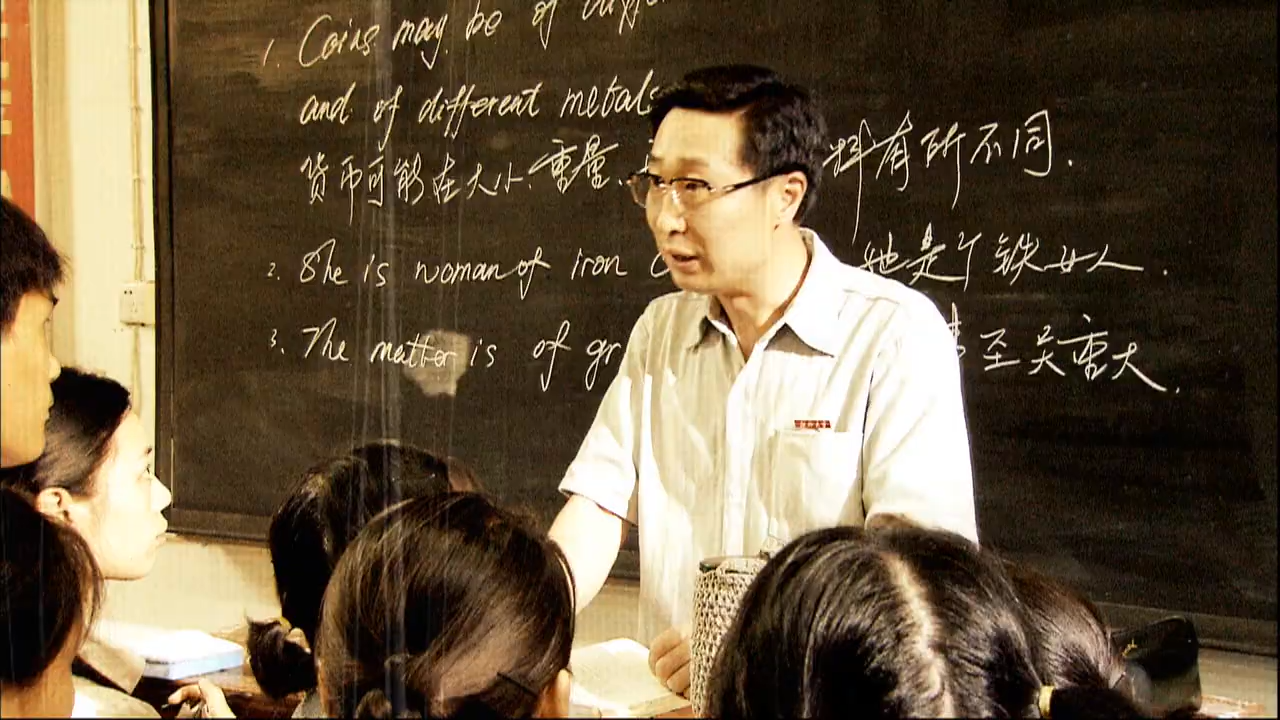 1. Coins may be of
and of different metals
货币可能在大小、重量、 料有所不同.
2. She is woman of iron 她是个铁女人.
3. The matter is of 至关重大.